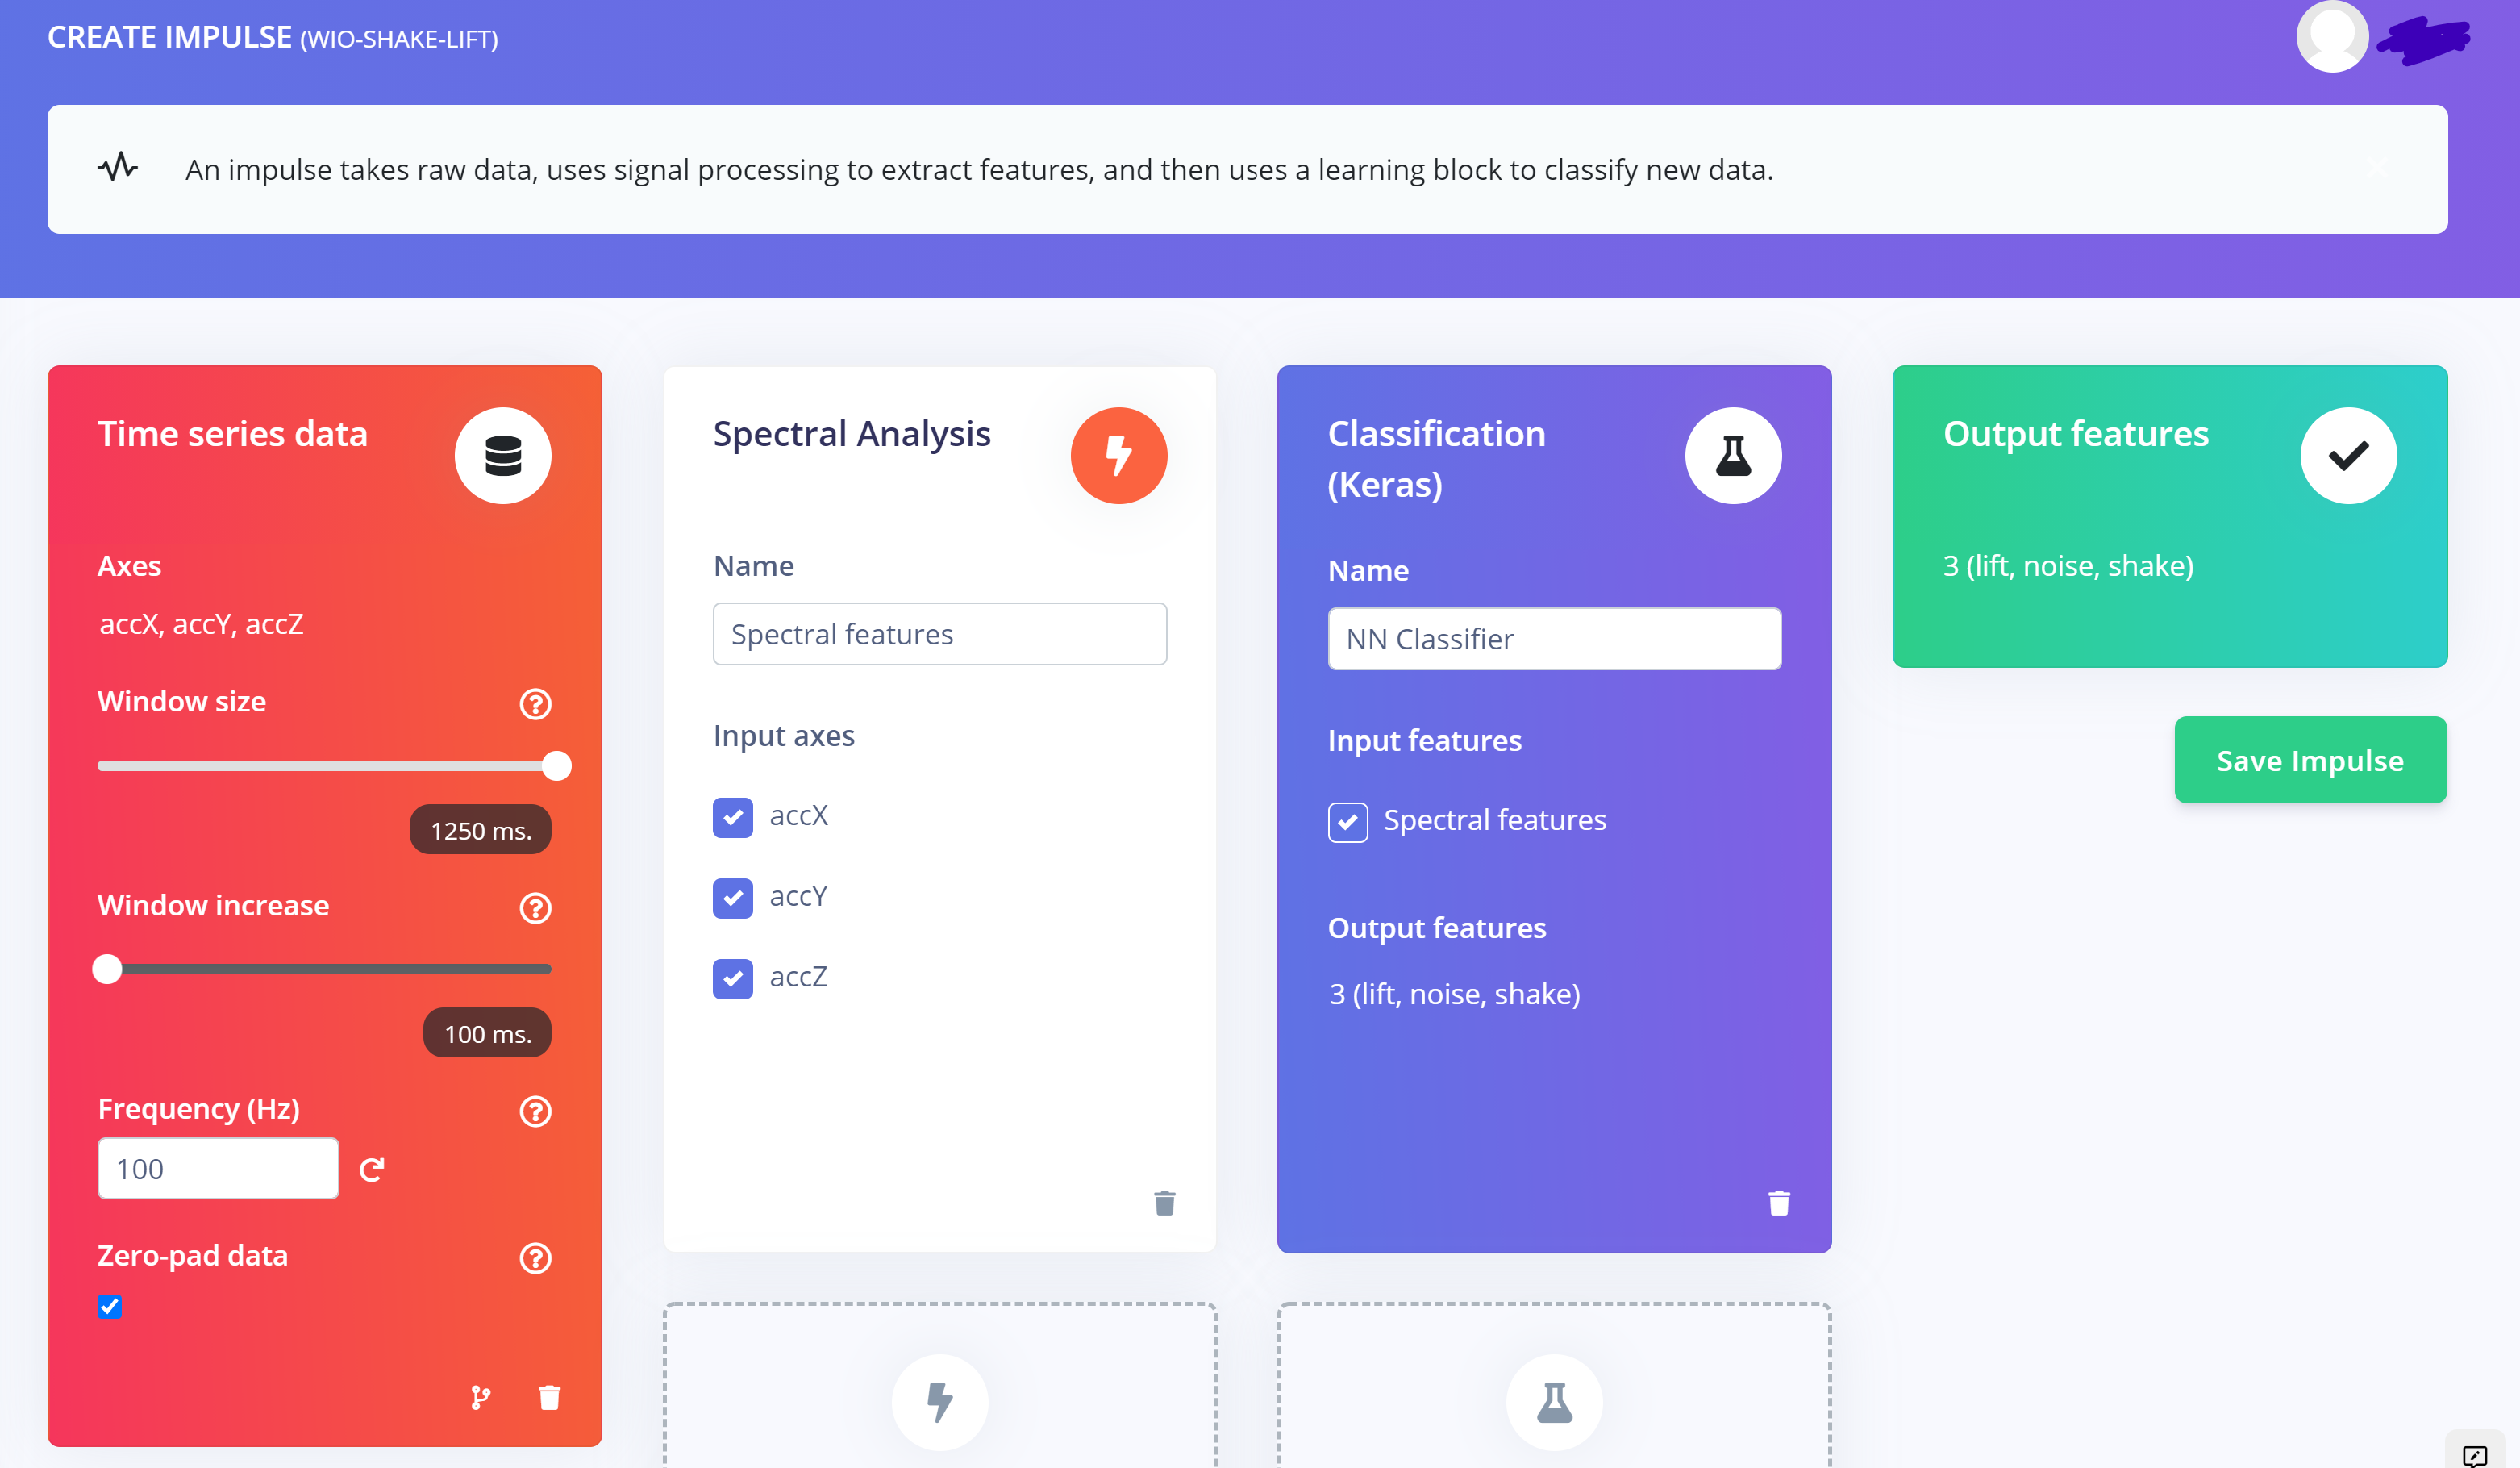 CREATE IMPULSE (WIO-SHAKE-LIFT)
An impulse takes raw data, uses signal processing to extract features, and then uses a learning block to classify new data.
Time series data
Axes
accX, accY, accZ
Window size
1250 ms.
Window increase
100 ms.
Frequency (Hz)
100
Zero-pad data
Spectral Analysis
Name
Spectral features
Input axes
accX
accY
accZ
Classification
(Keras)
Name
NN Classifier
Input features
Spectral features
Output features
3 (lift, noise, shake)
Output features
3 (lift, noise, shake)
Save Impulse